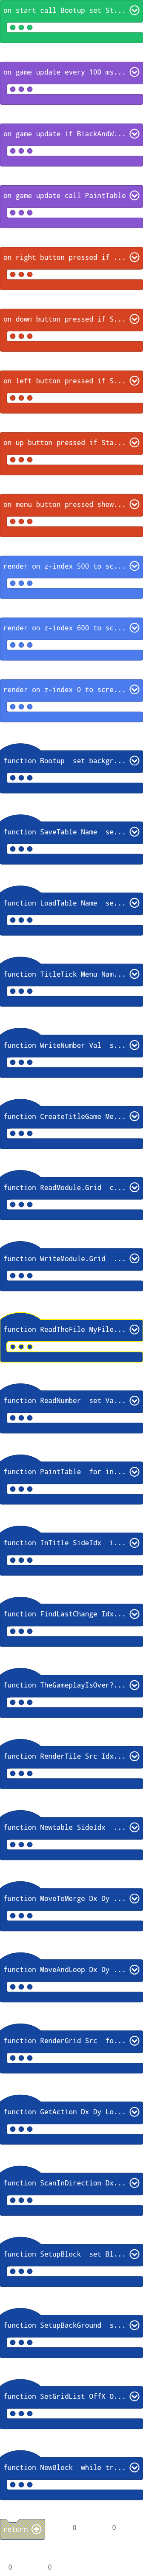 on start call Bootup set St...
on game update every 100 ms...
on game update if BlackAndW...
on game update call PaintTable
on right button pressed if ...
on down button pressed if S...
on left button pressed if S...
on up button pressed if Sta...
on menu button pressed show...
render on z-index 500 to sc...
render on z-index 600 to sc...
render on z-index 0 to scre...
function Bootup  set backgr...
function SaveTable Name  se...
function LoadTable Name  se...
function TitleTick Menu Nam...
function WriteNumber Val  s...
function CreateTitleGame Me...
function ReadModule.Grid  c...
function WriteModule.Grid  ...
function ReadTheFile MyFile...
function ReadNumber  set Va...
function PaintTable  for in...
function InTitle SideIdx  i...
function FindLastChange Idx...
function TheGameplayIsOver?...
function RenderTile Src Idx...
function Newtable SideIdx  ...
function MoveToMerge Dx Dy ...
function MoveAndLoop Dx Dy ...
function RenderGrid Src  fo...
function GetAction Dx Dy Lo...
function ScanInDirection Dx...
function SetupBlock  set Bl...
function SetupBackGround  s...
function SetGridList OffX O...
function NewBlock  while tr...
return 0 0
0 0